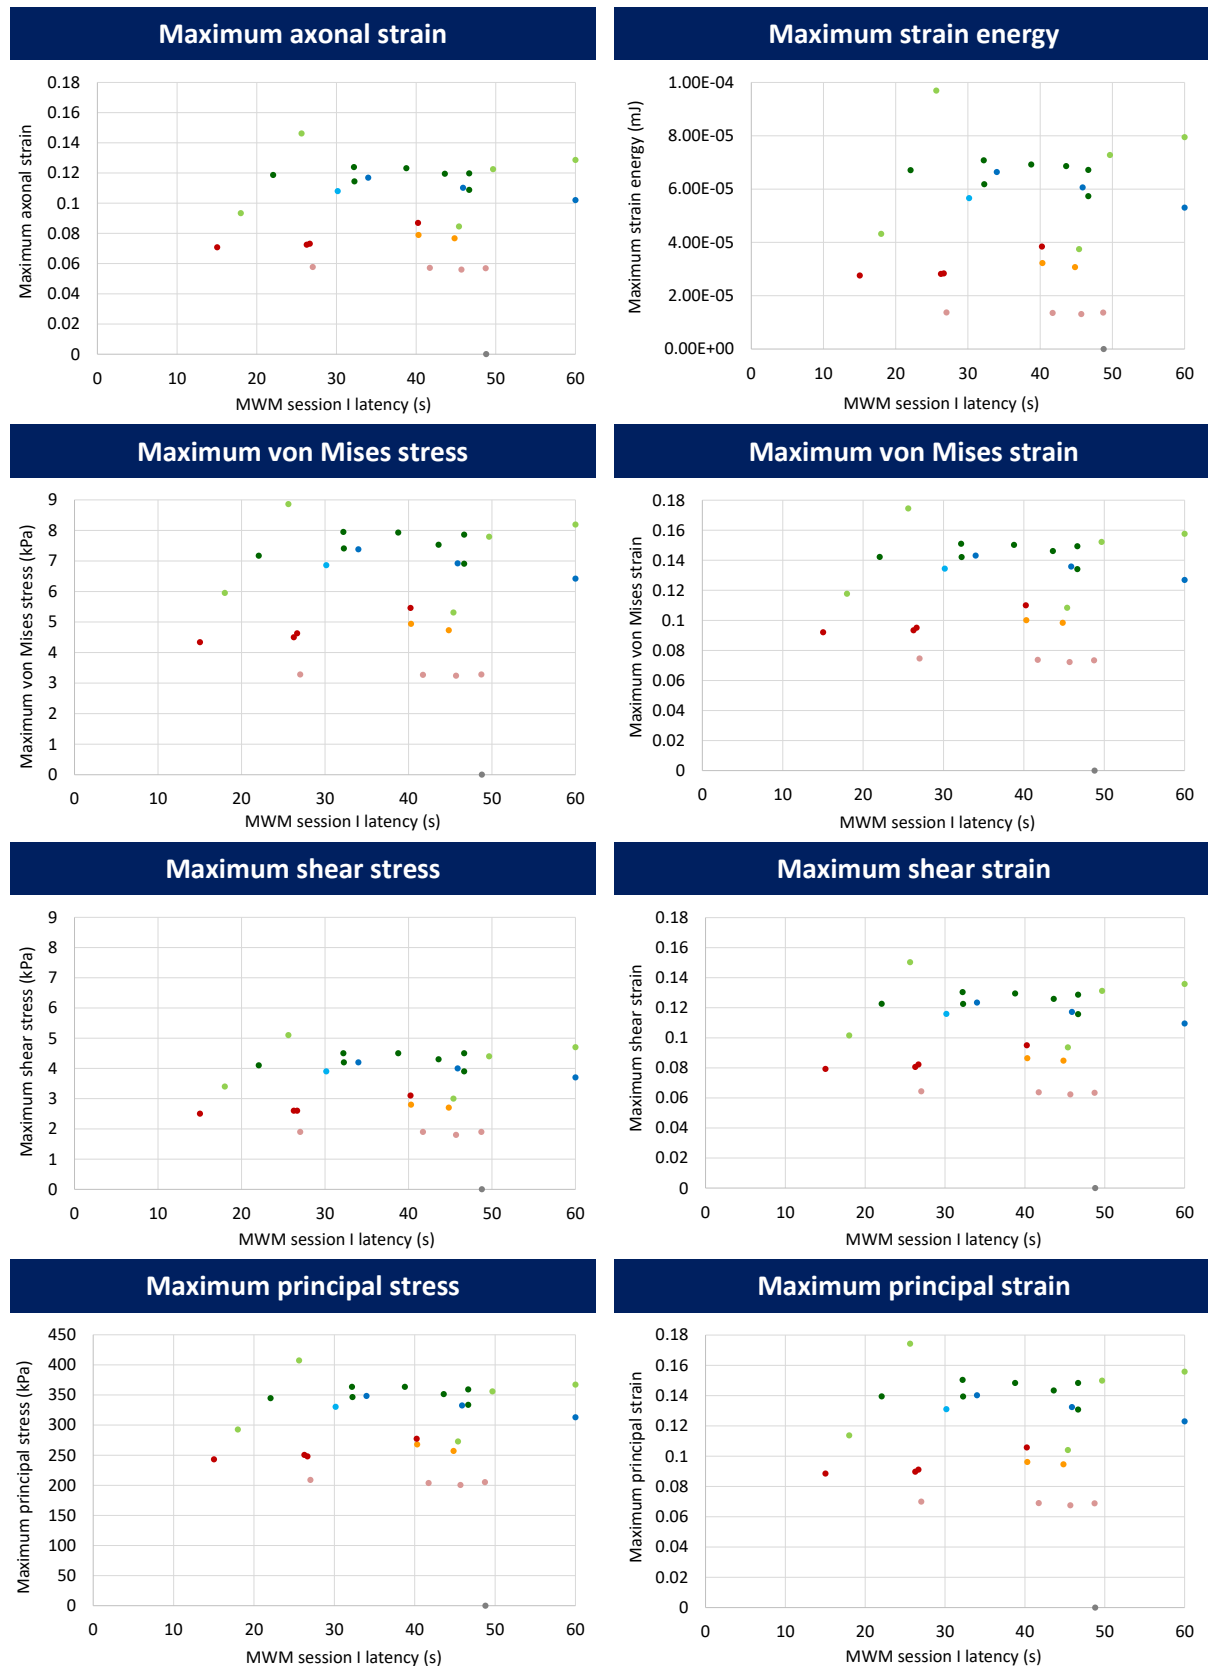 Maximum axonal strain
Maximum strain energy
0.18
0.16
0.14
0.12
0.1
0.08
0.06
0.04
0.02
0
Maximum axonal strain
0 10 20 30 40 50 60
MWM session I latency (s)
1.00E-04
8.00E-05
6.00E-05
4.00E-05
2.00E-05
0.00E+00
Maximum strain energy (mJ)
0 10 20 30 40 50 60
MWM session I latency (s)
Maximum von Mises stress
Maximum von Mises strain
9
8
7
6
5
4
3
2
1
0
Maximum von Mises stress (kPa)
0 10 20 30 40 50 60
MWM session I latency (s)
0.18
0.16
0.14
0.12
0.1
0.08
0.06
0.04
0.02
0
Maximum von Mises strain
0 10 20 30 40 50 60
MWM session I latency (s)
Maximum shear stress
Maximum shear strain
9
8
7
6
5
4
3
2
1
0
Maximum shear stress (kPa)
0 10 20 30 40 50 60
MWM session I latency (s)
0.18
0.16
0.14
0.12
0.1
0.08
0.06
0.04
0.02
0
Maximum shear strain
0 10 20 30 40 50 60
MWM session I latency (s)
Maximum principal stress
Maximum principal strain
450
400
350
300
250
200
150
100
50
0
Maximum principal stress (kPa)
0 10 20 30 40 50 60
MWM session I latency (s)
0.18
0.16
0.14
0.12
0.1
0.08
0.06
0.04
0.02
0
Maximum principal strain
0 10 20 30 40 50 60
MWM session I latency (s)